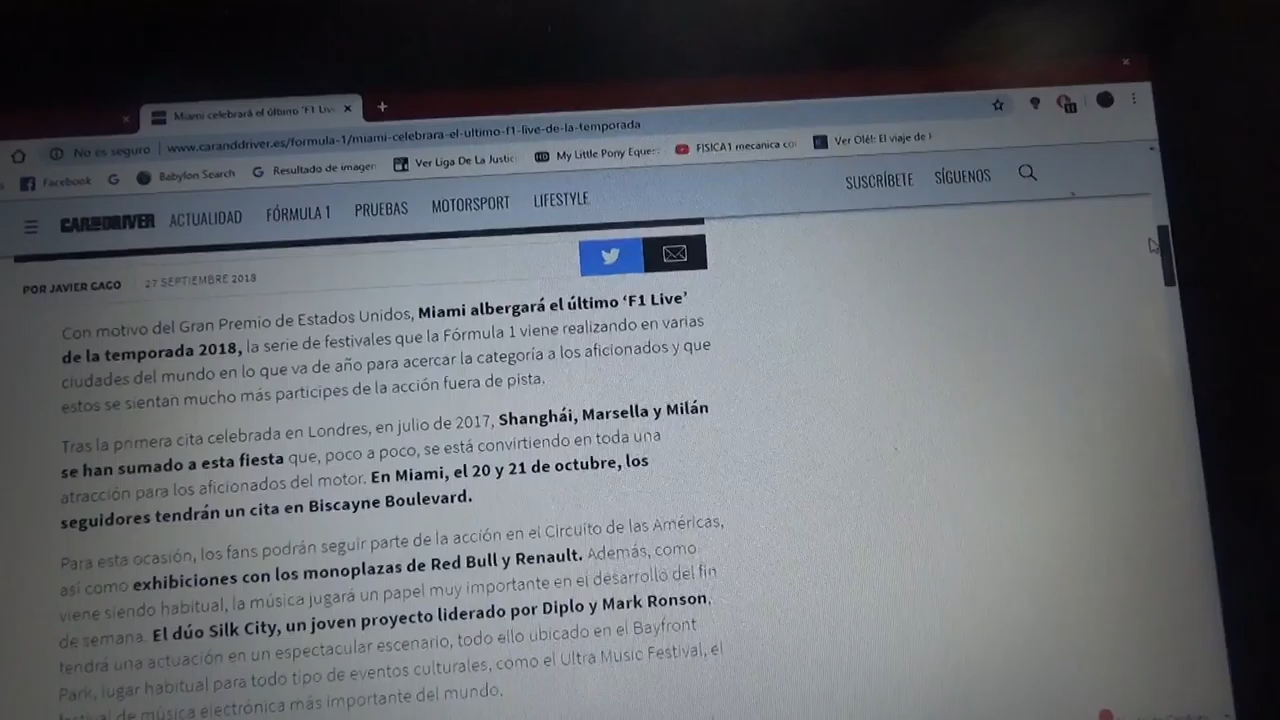 Miami celebrará el último 'F1 Liv
No es seguro | www.caranddriver.es/formula-1/miami-celebrara-el-ultimo-f1-live-de-la-temporada
Facebook Babylon Search Resultado de imagen Ver Liga De La Justic My Little Pony Eques FISICA1 mecanica co Ver Olé!: El viaje de
CAR AND DRIVER ACTUALIDAD FÓRMULA 1 PRUEBAS MOTORSPORT LIFESTYLE SUSCRÍBETE SÍGUENOS
POR JAVIER GAGO 27 SEPTIEMBRE 2018
Con motivo del Gran Premio de Estados Unidos, Miami albergará el último ‘F1 Live’
de la temporada 2018, la serie de festivales que la Fórmula 1 viene realizando en varias
ciudades del mundo en lo que va de año para acercar la categoría a los aficionados y que
estos se sientan mucho más participes de la acción fuera de pista.
Tras la primera cita celebrada en Londres, en julio de 2017, Shanghái, Marsella y Milán
se han sumado a esta fiesta que, poco a poco, se está convirtiendo en toda una
atracción para los aficionados del motor. En Miami, el 20 y 21 de octubre, los
seguidores tendrán un cita en Biscayne Boulevard.
Para esta ocasión, los fans podrán seguir parte de la acción en el Circuito de las Américas,
así como exhibiciones con los monoplazas de Red Bull y Renault. Además, como
viene siendo habitual, la música jugará un papel muy importante en el desarrollo del fin
de semana. El dúo Silk City, un joven proyecto liderado por Diplo y Mark Ronson,
tendrá una actuación en un espectacular escenario, todo ello ubicado en el Bayfront
Park, lugar habitual para todo tipo de eventos culturales, como el Ultra Music Festival, el
festival de música electrónica más importante del mundo.